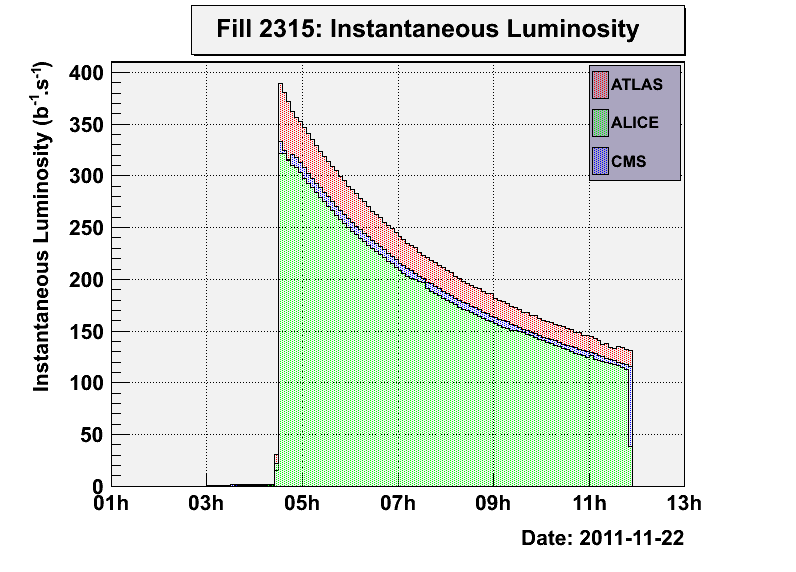 Fill 2315: Instantaneous Luminosity
Instantaneous Luminosity (b⁻¹.s⁻¹)
400
350
300
250
200
150
100
50
0
ATLAS
ALICE
CMS
01h 03h 05h 07h 09h 11h 13h
Date: 2011-11-22